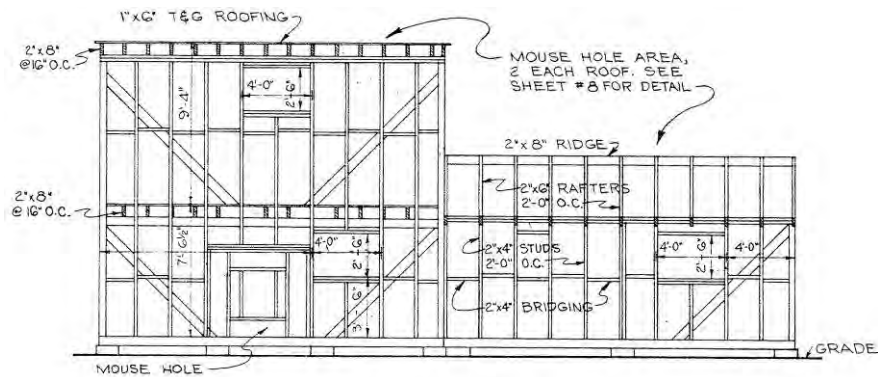 1"x6" T&G ROOFING
2"x8"
@16" O.C.
MOUSE HOLE AREA,
2 EACH ROOF. SEE
SHEET #8 FOR DETAIL
4'-0"
2'-6"
9'-4"
2"x8" RIDGE
2"x8"
@16" O.C.
2"x6" RAFTERS
2'-0" O.C.
7'-6½"
4'-0"
2'-6"
3'-6"
2"x4" STUDS
2'-0" O.C.
4'-0"
4'-0"
2'-6"
2"x4" BRIDGING
GRADE
MOUSE HOLE